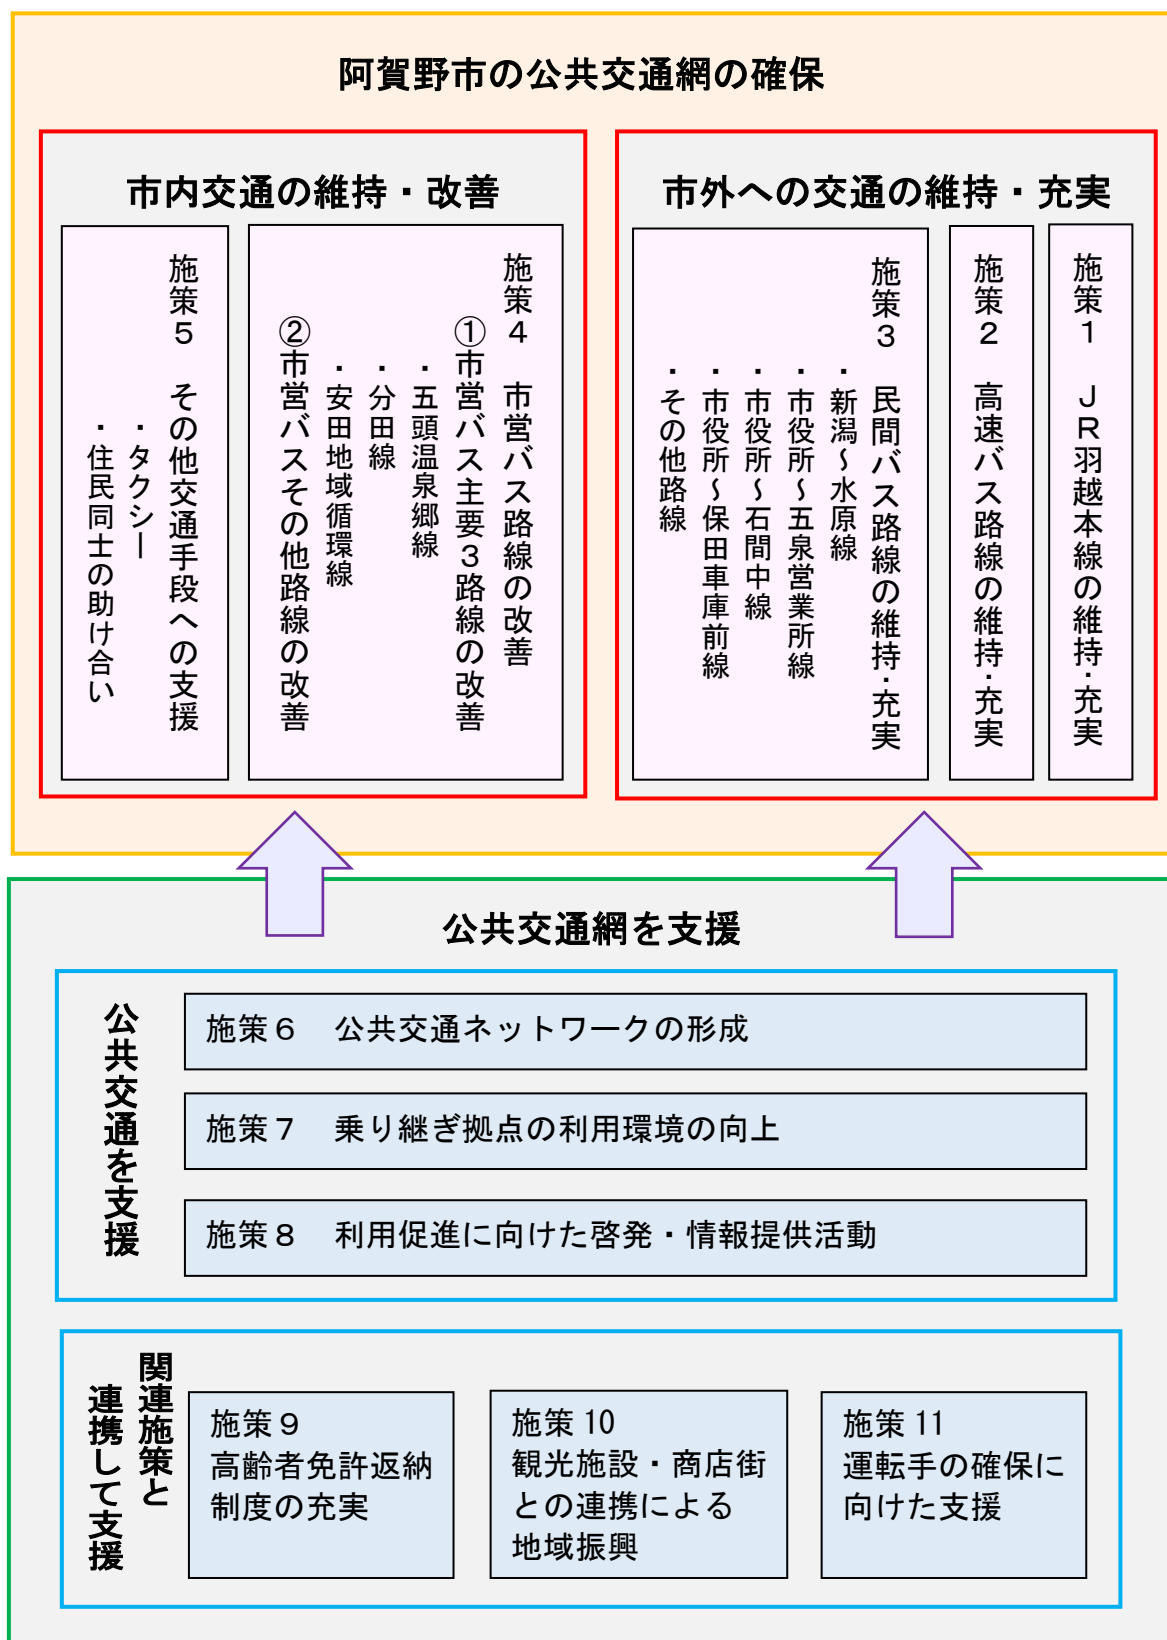 阿賀野市の公共交通網の確保
市内交通の維持・改善
施策５　その他交通手段への支援
・タクシー
・住民同士の助け合い
施策４　市営バス路線の改善
①市営バス主要３路線の改善
・五頭温泉郷線
・分田線
・安田地域循環線
②市営バスその他路線の改善
市外への交通の維持・充実
施策１　ＪＲ羽越本線の維持・充実
施策２　高速バス路線の維持・充実
施策３　民間バス路線の維持・充実
・新潟～水原線
・市役所～五泉営業所線
・市役所～石間中線
・市役所～保田車庫前線
・その他路線
公共交通網を支援
公共交通を支援
施策６　公共交通ネットワークの形成
施策７　乗り継ぎ拠点の利用環境の向上
施策８　利用促進に向けた啓発・情報提供活動
関連施策と
連携して支援
施策９
高齢者免許返納
制度の充実
施策 10
観光施設・商店街
との連携による
地域振興
施策 11
運転手の確保に
向けた支援